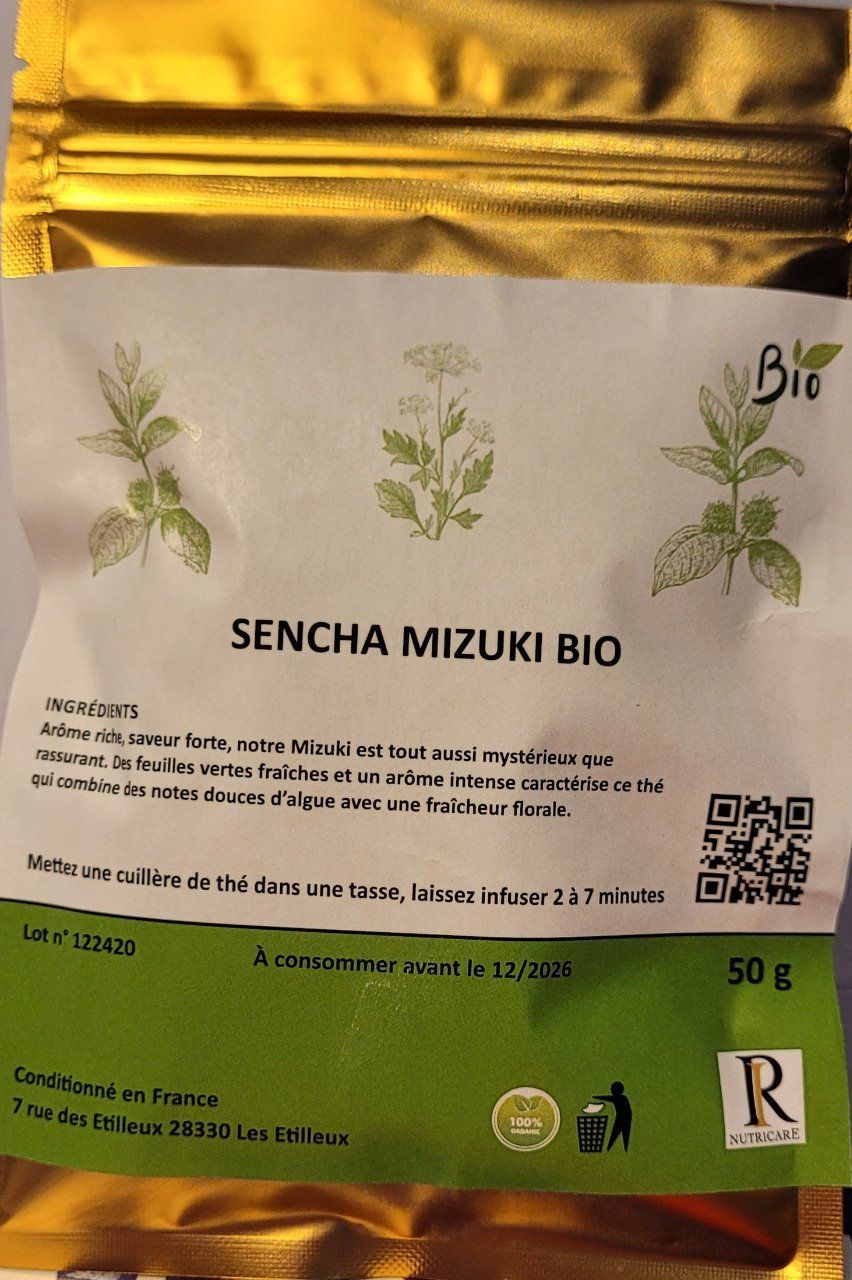 Bio
SENCHA MIZUKI BIO
INGRÉDIENTS
Arôme riche, saveur forte, notre Mizuki est tout aussi mystérieux que
rassurant. Des feuilles vertes fraîches et un arôme intense caractérise ce thé
qui combine des notes douces d'algue avec une fraîcheur florale.
Mettez une cuillère de thé dans une tasse, laissez infuser 2 à 7 minutes
Lot n° 122420
À consommer avant le 12/2026
50 g
Conditionné en France
7 rue des Etilleux 28330 Les Etilleux
100%
ORGANIC
NUTRICARE